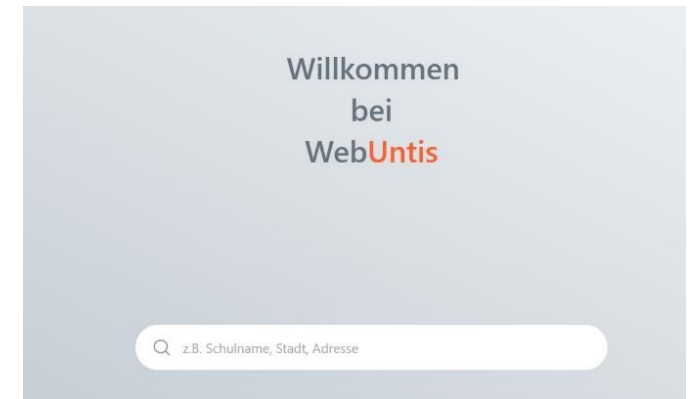 Willkommen
bei
WebUntis
z.B. Schulname, Stadt, Adresse